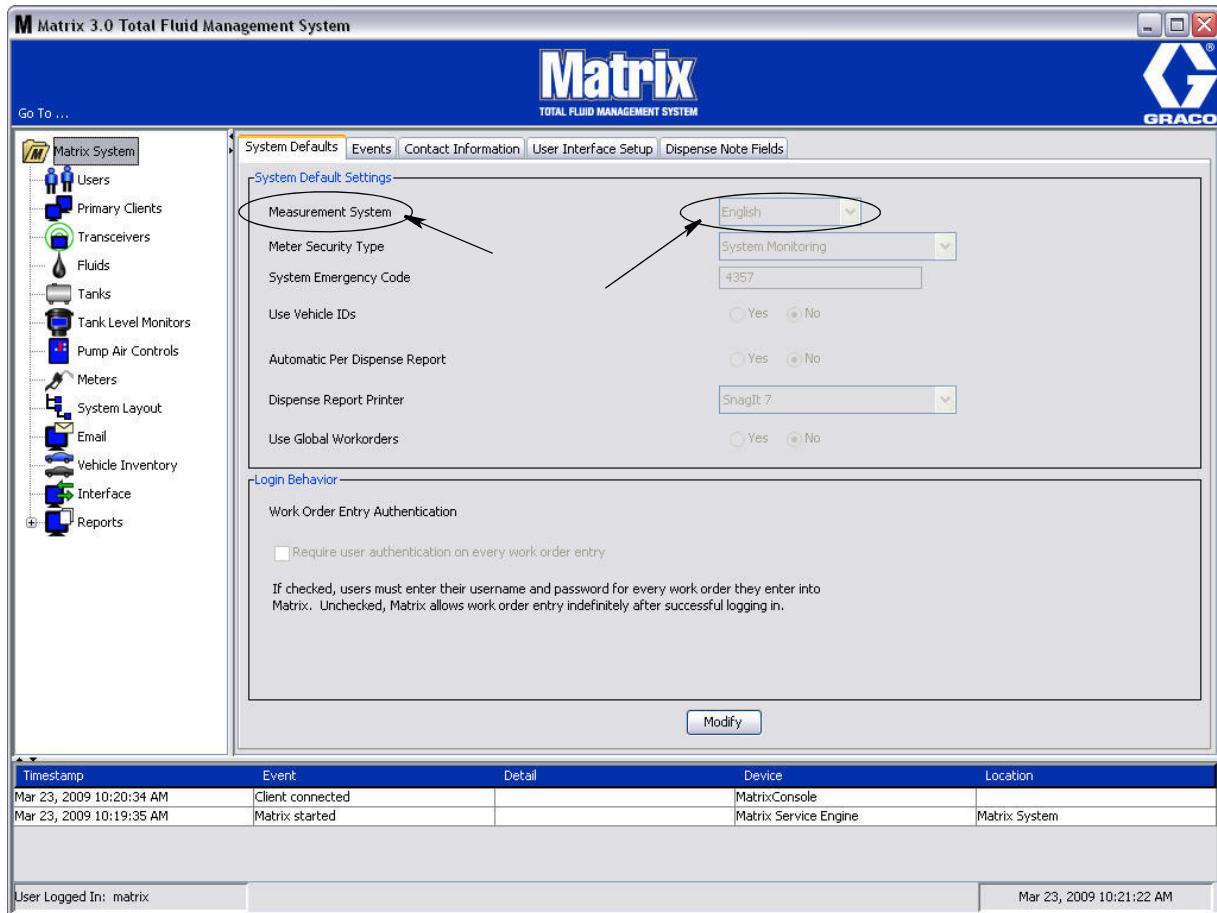 Matrix 3.0 Total Fluid Management System
Matrix
TOTAL FLUID MANAGEMENT SYSTEM
Go To ...
GRACO
®
Matrix System
Users
Primary Clients
Transceivers
Fluids
Tanks
Tank Level Monitors
Pump Air Controls
Meters
System Layout
Email
Vehicle Inventory
Interface
Reports
System Defaults Events Contact Information User Interface Setup Dispense Note Fields
System Default Settings
Measurement System English
Meter Security Type System Monitoring
System Emergency Code 4357
Use Vehicle IDs Yes No
Automatic Per Dispense Report Yes No
Dispense Report Printer SnagIt 7
Use Global Workorders Yes No
Login Behavior
Work Order Entry Authentication
Require user authentication on every work order entry
If checked, users must enter their username and password for every work order they enter into
Matrix. Unchecked, Matrix allows work order entry indefinitely after successful logging in.
Modify
Timestamp Event Detail Device Location
Mar 23, 2009 10:20:34 AM Client connected MatrixConsole
Mar 23, 2009 10:19:35 AM Matrix started Matrix Service Engine Matrix System
User Logged In: matrix Mar 23, 2009 10:21:22 AM